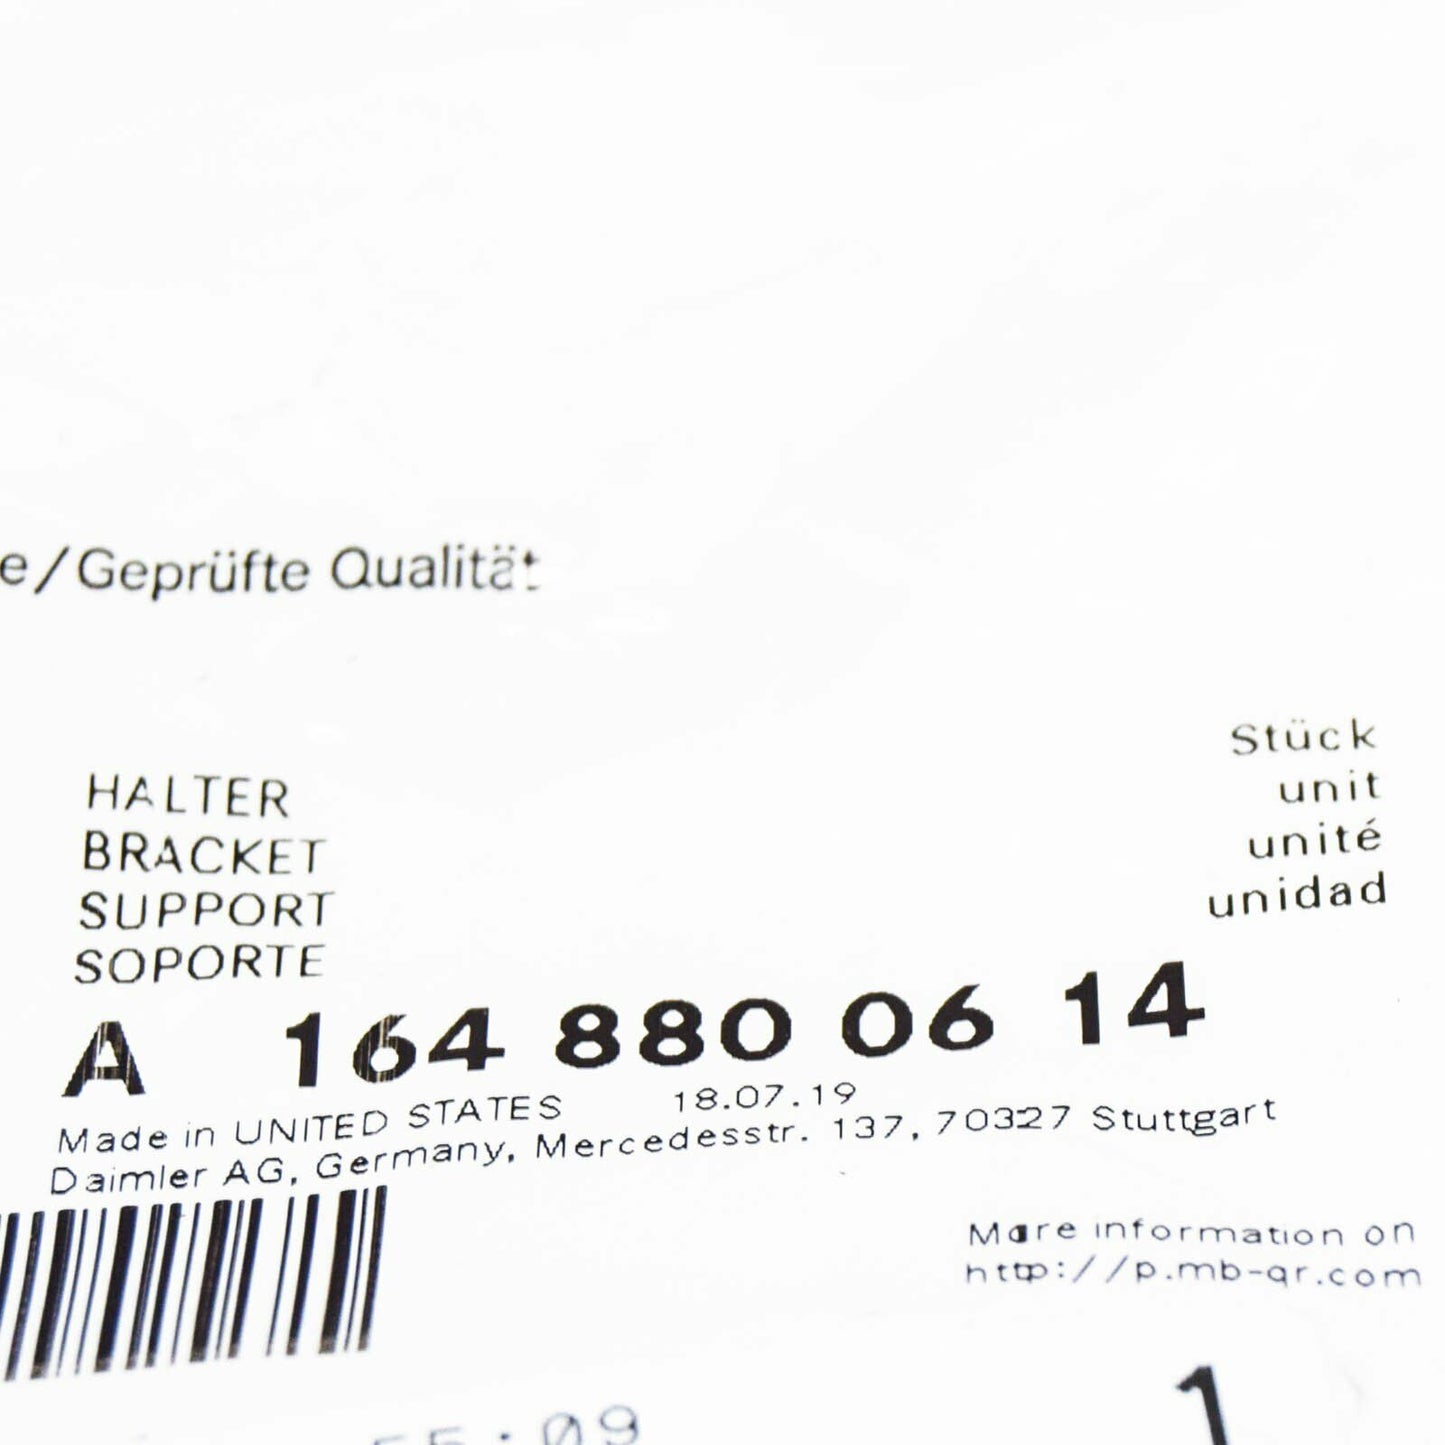 e/Geprüfte Qualität
Stück
unit
unité
unidad
HALTER
BRACKET
SUPPORT
SOPORTE
A 164 880 06 14
Made in UNITED STATES 18.07.19
Daimler AG, Germany, Mercedesstr. 137, 70327 Stuttgart
More information on
http://p.mb-qr.com
1